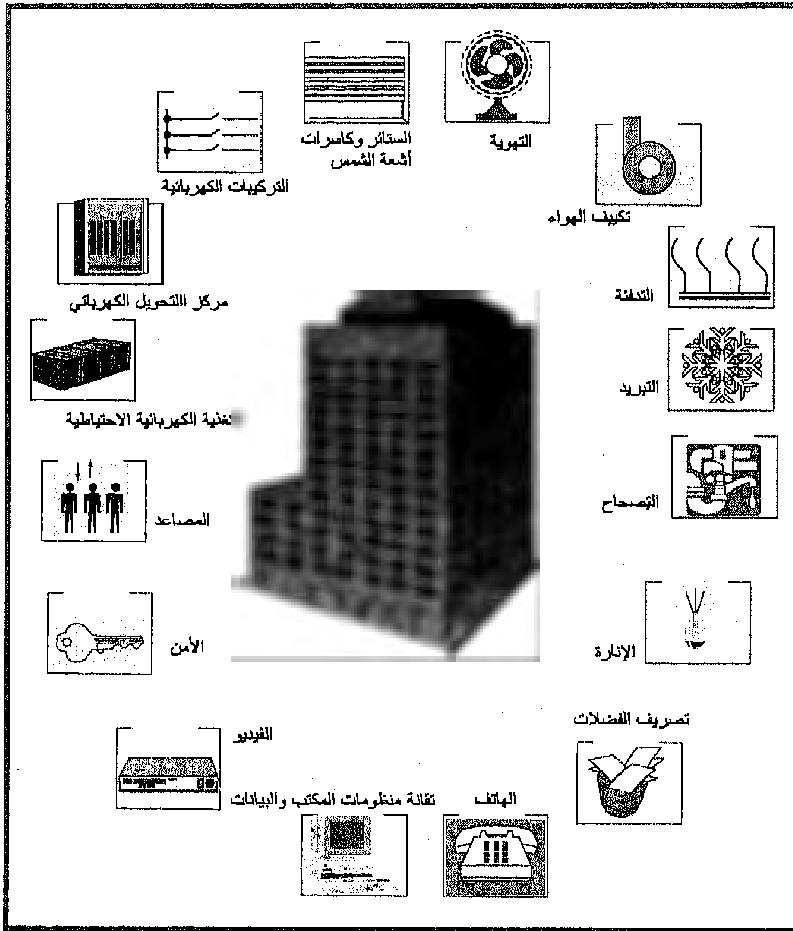 التهوية
الستائر وكاسرات
أشعة الشمس
التركيبات الكهربائية
تكييف الهواء
مركز التحويل الكهربائي
التدفئة
التبريد
تغذية الكهربائية الاحتياطية
التصحاح
المصاعد
الإنارة
الأمن
تصريف الفضلات
الفيديو
الهاتف
تقانة منظومات المكتب والبيانات